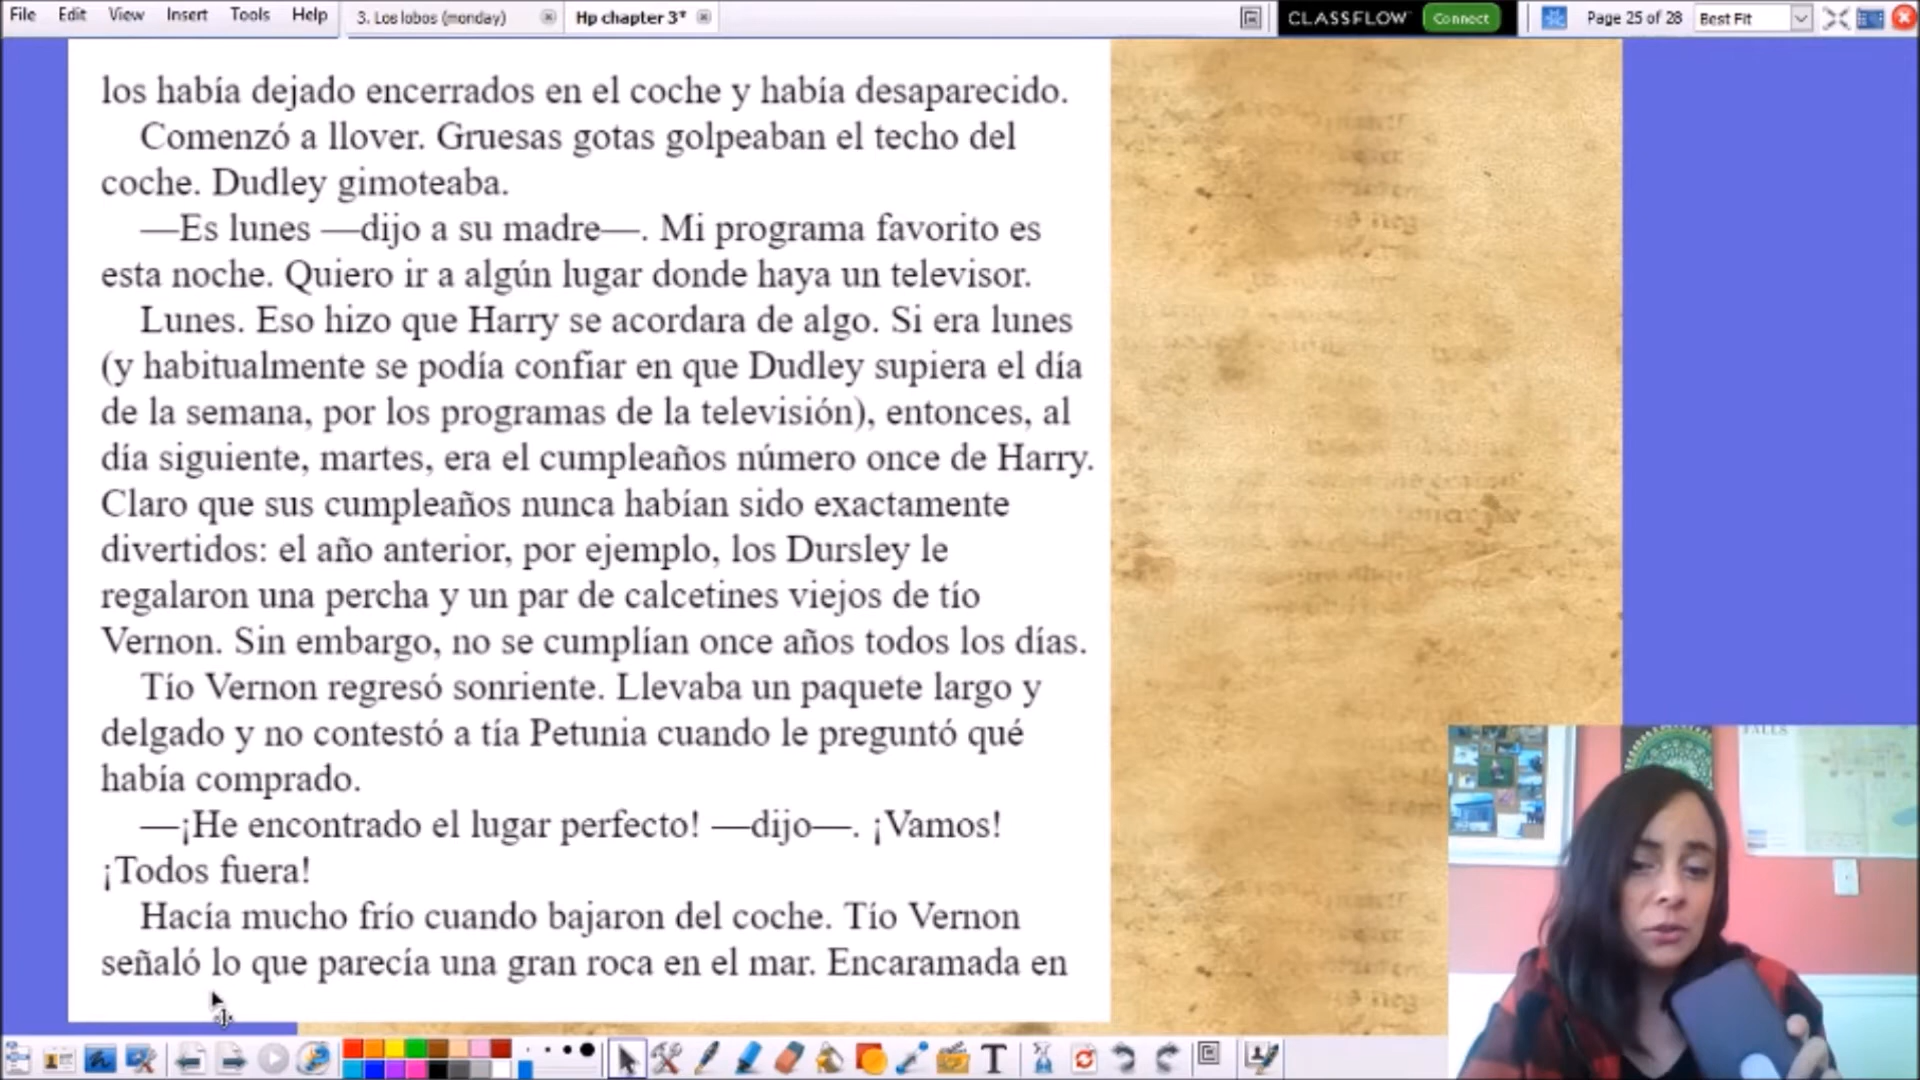 File Edit View Insert Tools Help 3. Los lobos (monday) Hp chapter 3* CLASSFLOW Connect Page 25 of 28 Best Fit
los había dejado encerrados en el coche y había desaparecido.
Comenzó a llover. Gruesas gotas golpeaban el techo del
coche. Dudley gimoteaba.
—Es lunes —dijo a su madre—. Mi programa favorito es
esta noche. Quiero ir a algún lugar donde haya un televisor.
Lunes. Eso hizo que Harry se acordara de algo. Si era lunes
(y habitualmente se podía confiar en que Dudley supiera el día
de la semana, por los programas de la televisión), entonces, al
día siguiente, martes, era el cumpleaños número once de Harry.
Claro que sus cumpleaños nunca habían sido exactamente
divertidos: el año anterior, por ejemplo, los Dursley le
regalaron una percha y un par de calcetines viejos de tío
Vernon. Sin embargo, no se cumplían once años todos los días.
Tío Vernon regresó sonriente. Llevaba un paquete largo y
delgado y no contestó a tía Petunia cuando le preguntó qué
había comprado.
—¡He encontrado el lugar perfecto! —dijo—. ¡Vamos!
¡Todos fuera!
Hacía mucho frío cuando bajaron del coche. Tío Vernon
señaló lo que parecía una gran roca en el mar. Encaramada en
FALLS
T